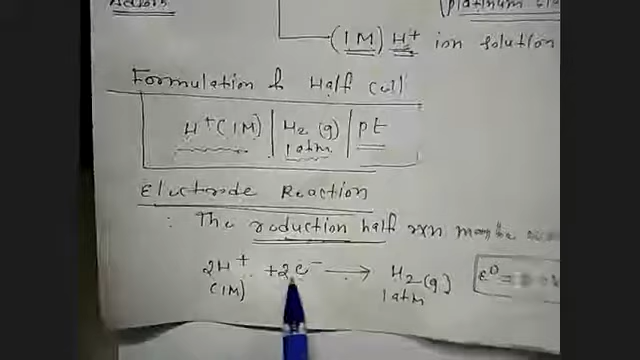 (platinum
(1M) H+ ion solution
Formulation of Half Cell
H+(1M) | H2(g) | pt
1atm
Electrode Reaction
: The reduction half rxn may be
2H+ + 2e- → H2(g)
(1M) 1atm
e0 =